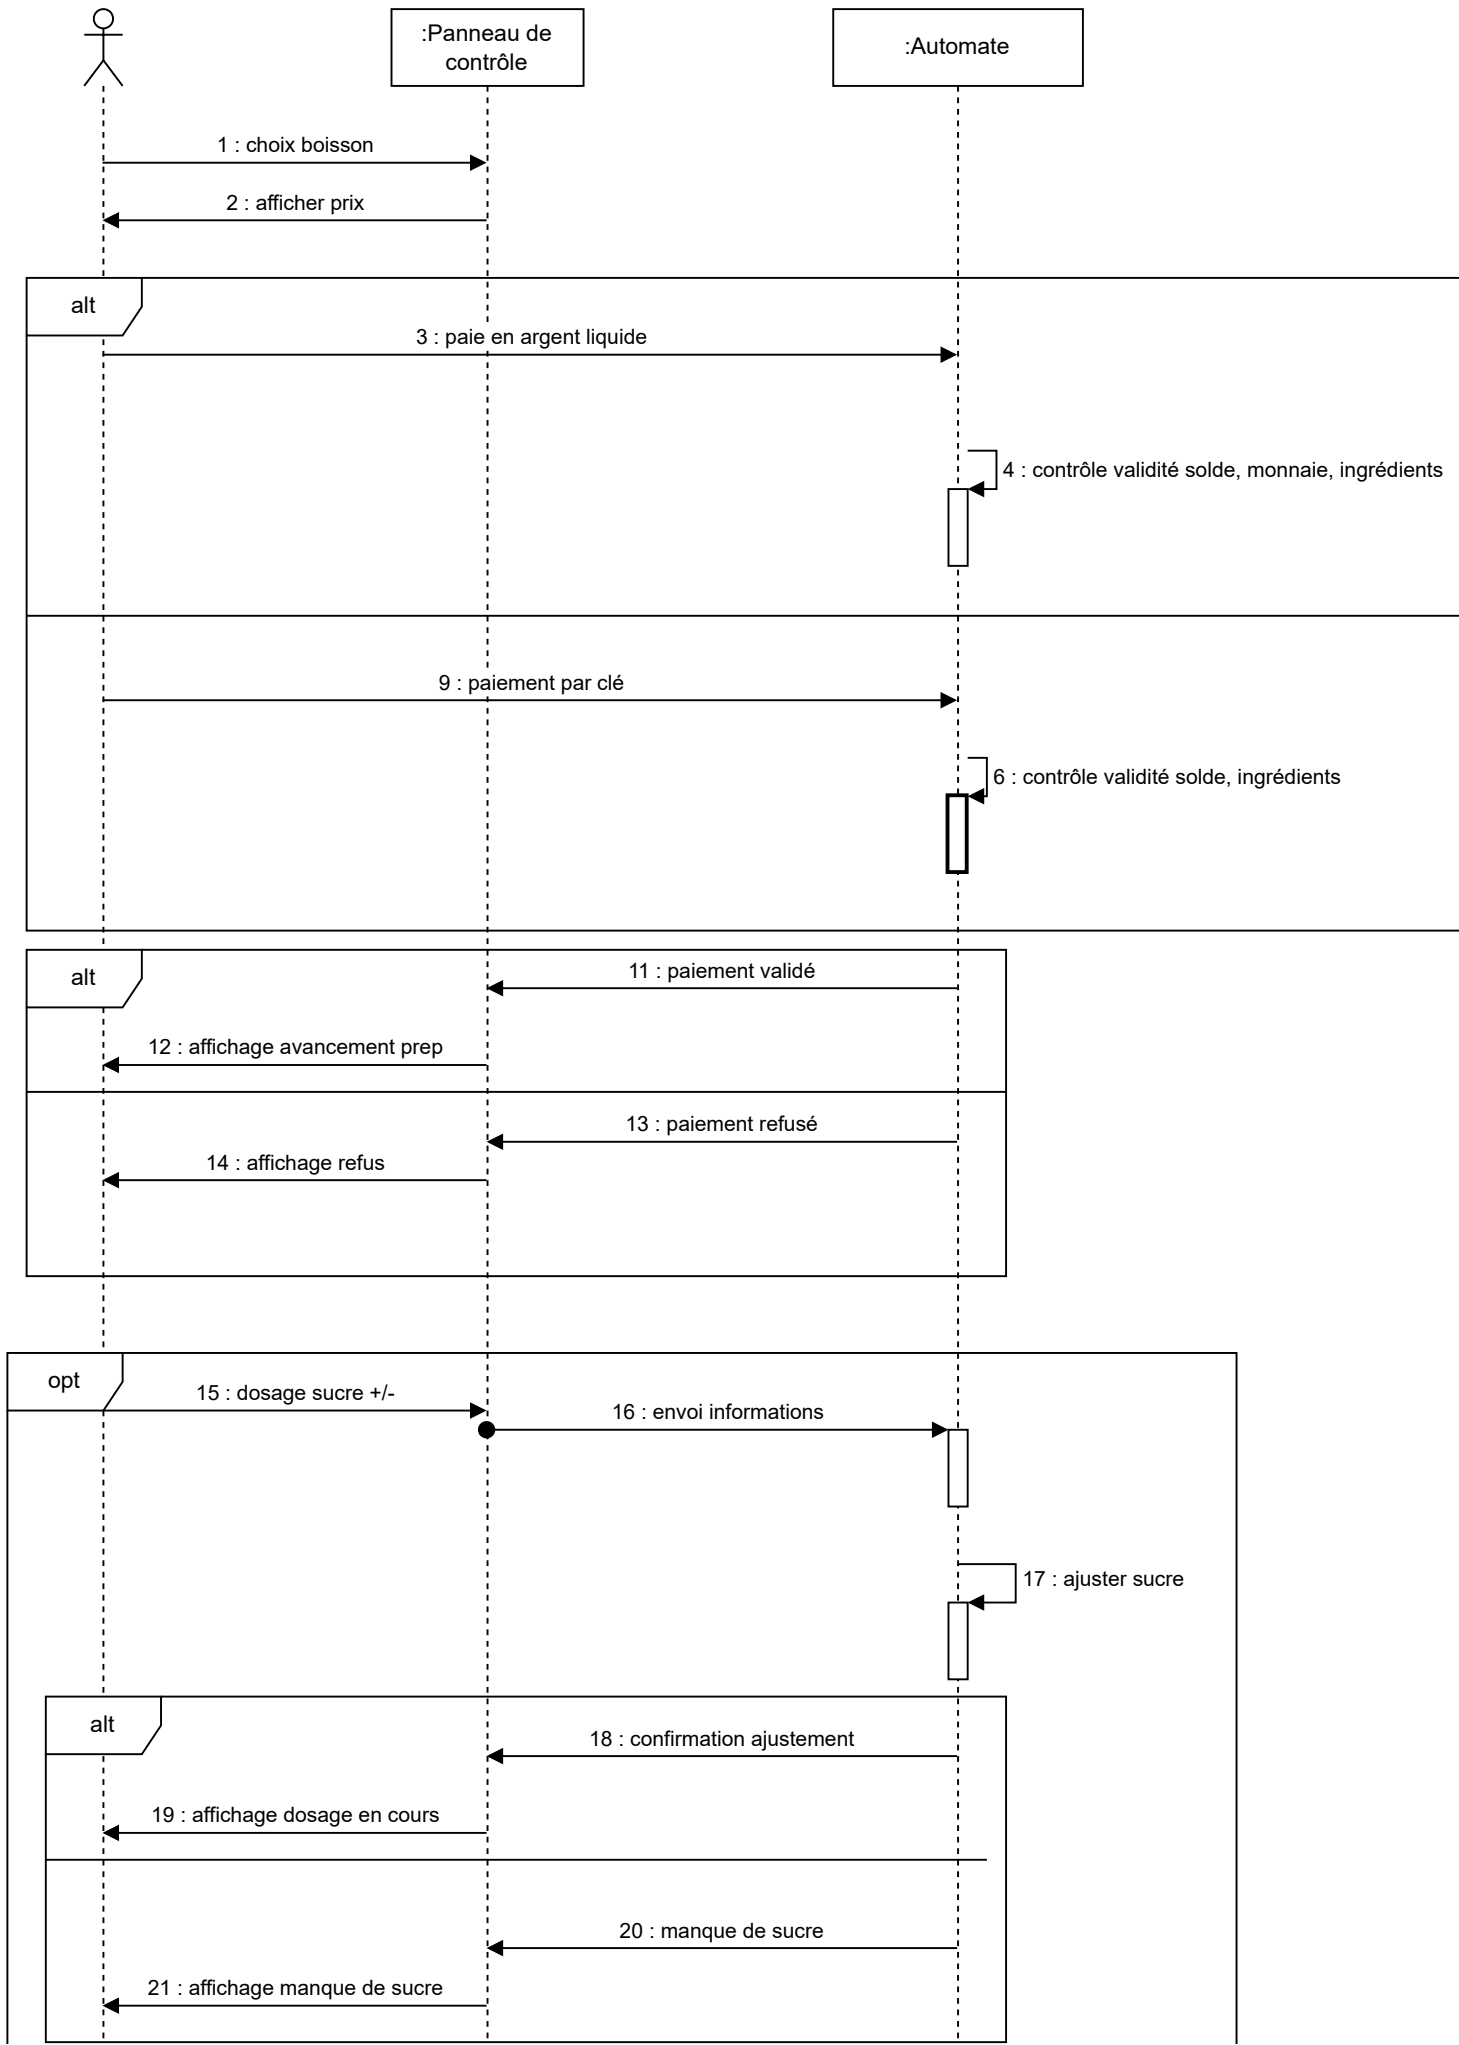 :Panneau de
contrôle
:Automate
1 : choix boisson
2 : afficher prix
alt
3 : paie en argent liquide
4 : contrôle validité solde, monnaie, ingrédients
9 : paiement par clé
6 : contrôle validité solde, ingrédients
alt
11 : paiement validé
12 : affichage avancement prep
13 : paiement refusé
14 : affichage refus
opt
15 : dosage sucre +/-
16 : envoi informations
17 : ajuster sucre
alt
18 : confirmation ajustement
19 : affichage dosage en cours
20 : manque de sucre
21 : affichage manque de sucre